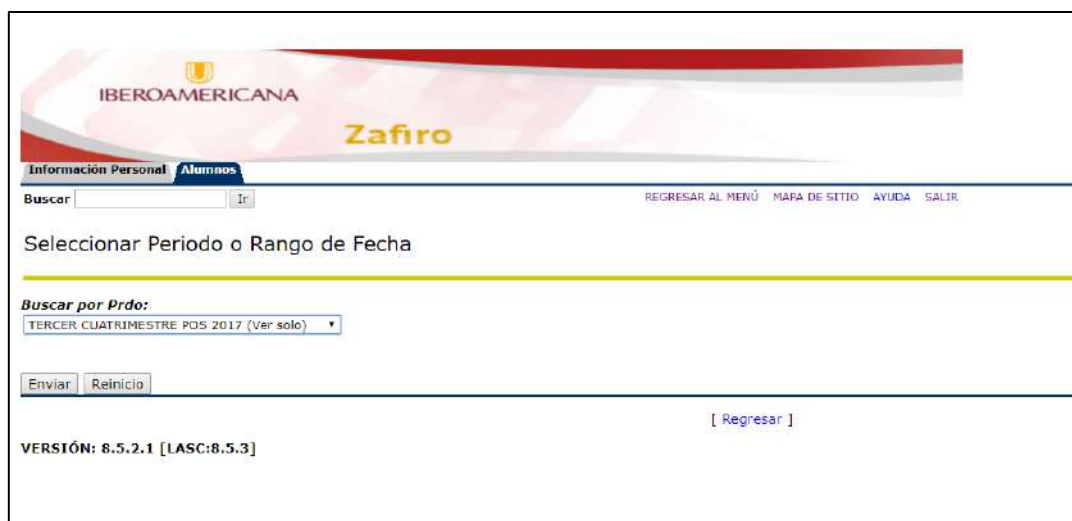 IBEROAMERICANA
Zafiro
Información Personal Alumnos
Buscar Ir REGRESAR AL MENÚ MAPA DE SITIO AYUDA SALIR
Seleccionar Periodo o Rango de Fecha
Buscar por Prdo:
TERCER CUATRIMESTRE POS 2017 (Ver solo)
Enviar Reinicio
[ Regresar ]
VERSIÓN: 8.5.2.1 [LASC:8.5.3]